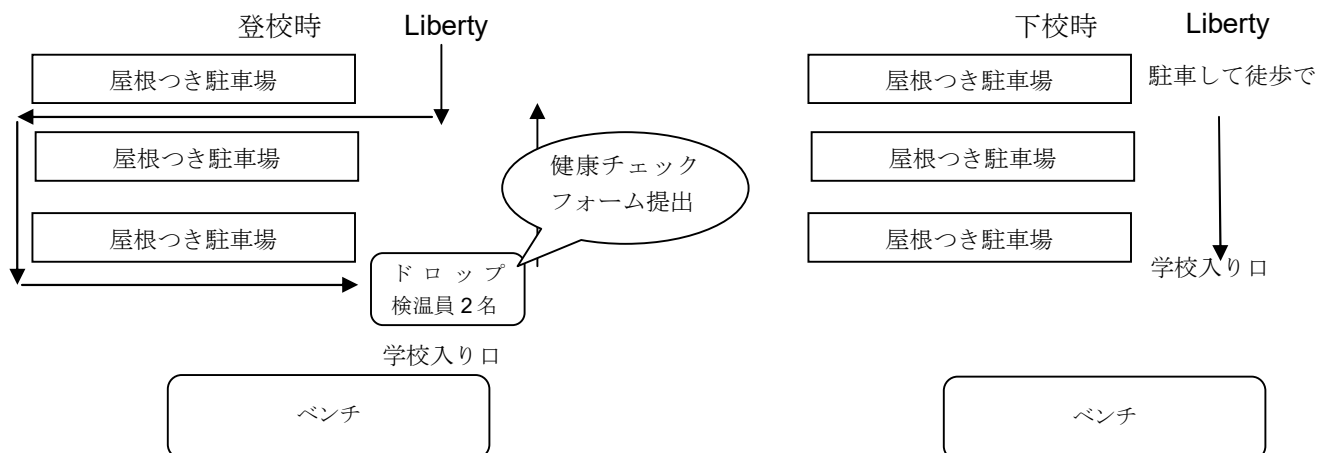 登校時 Liberty
屋根つき駐車場
屋根つき駐車場
屋根つき駐車場
健康チェック
フォーム提出
ドロップ
検温員 2 名
学校入り口
ベンチ
下校時 Liberty
屋根つき駐車場
駐車して徒歩で
屋根つき駐車場
屋根つき駐車場
学校入り口
ベンチ